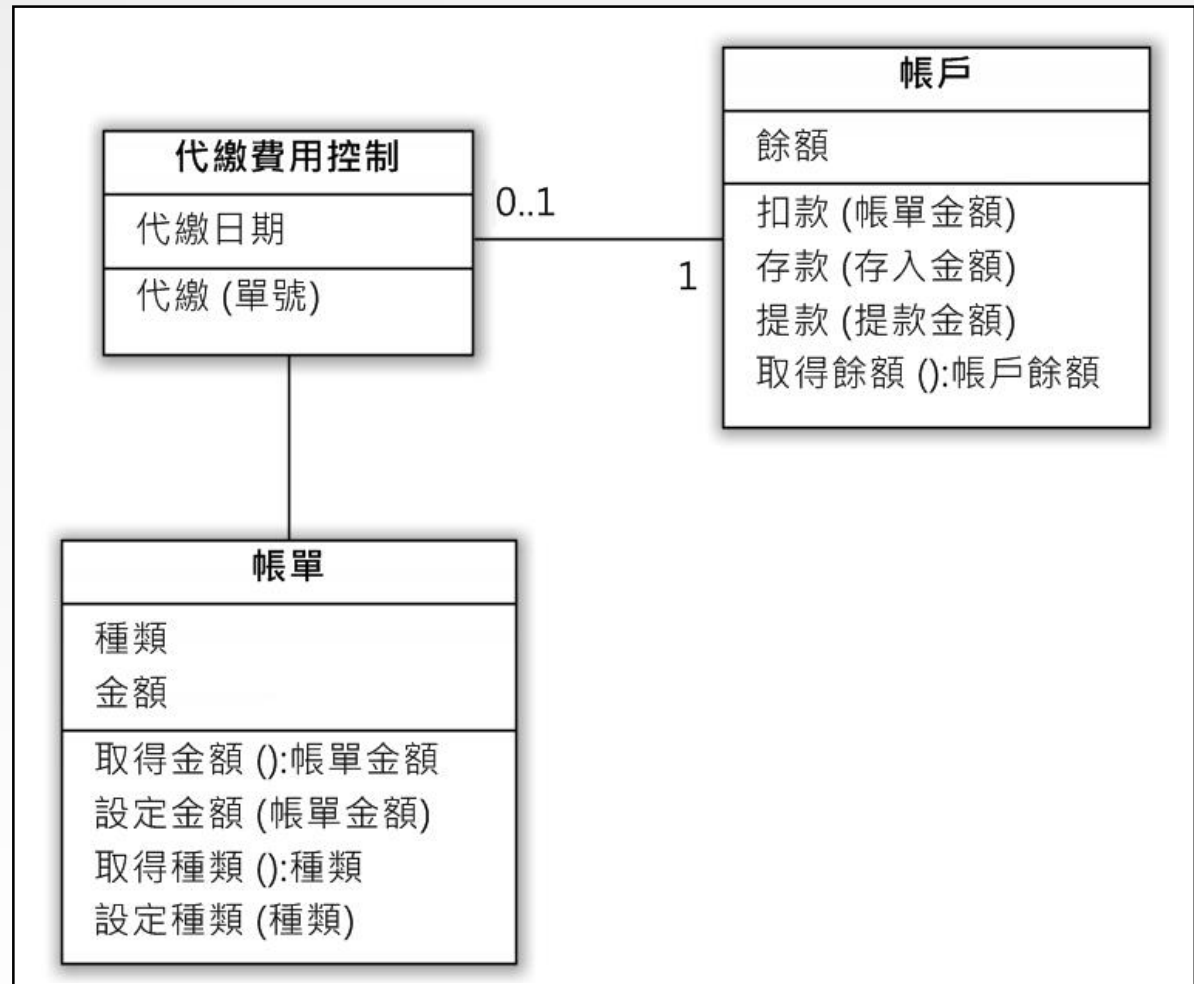 代繳費用控制
代繳日期
代繳 (單號)
0..1
1
帳戶
餘額
扣款 (帳單金額)
存款 (存入金額)
提款 (提款金額)
取得餘額 ():帳戶餘額
帳單
種類
金額
取得金額 ():帳單金額
設定金額 (帳單金額)
取得種類 ():種類
設定種類 (種類)